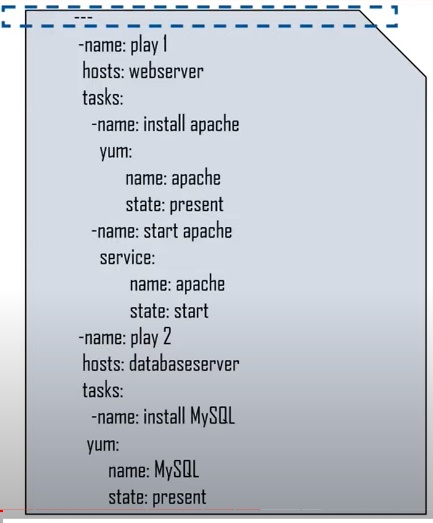 ---
-name: play 1
hosts: webserver
tasks:
-name: install apache
yum:
name: apache
state: present
-name: start apache
service:
name: apache
state: start
-name: play 2
hosts: databaseserver
tasks:
-name: install MySQL
yum:
name: MySQL
state: present